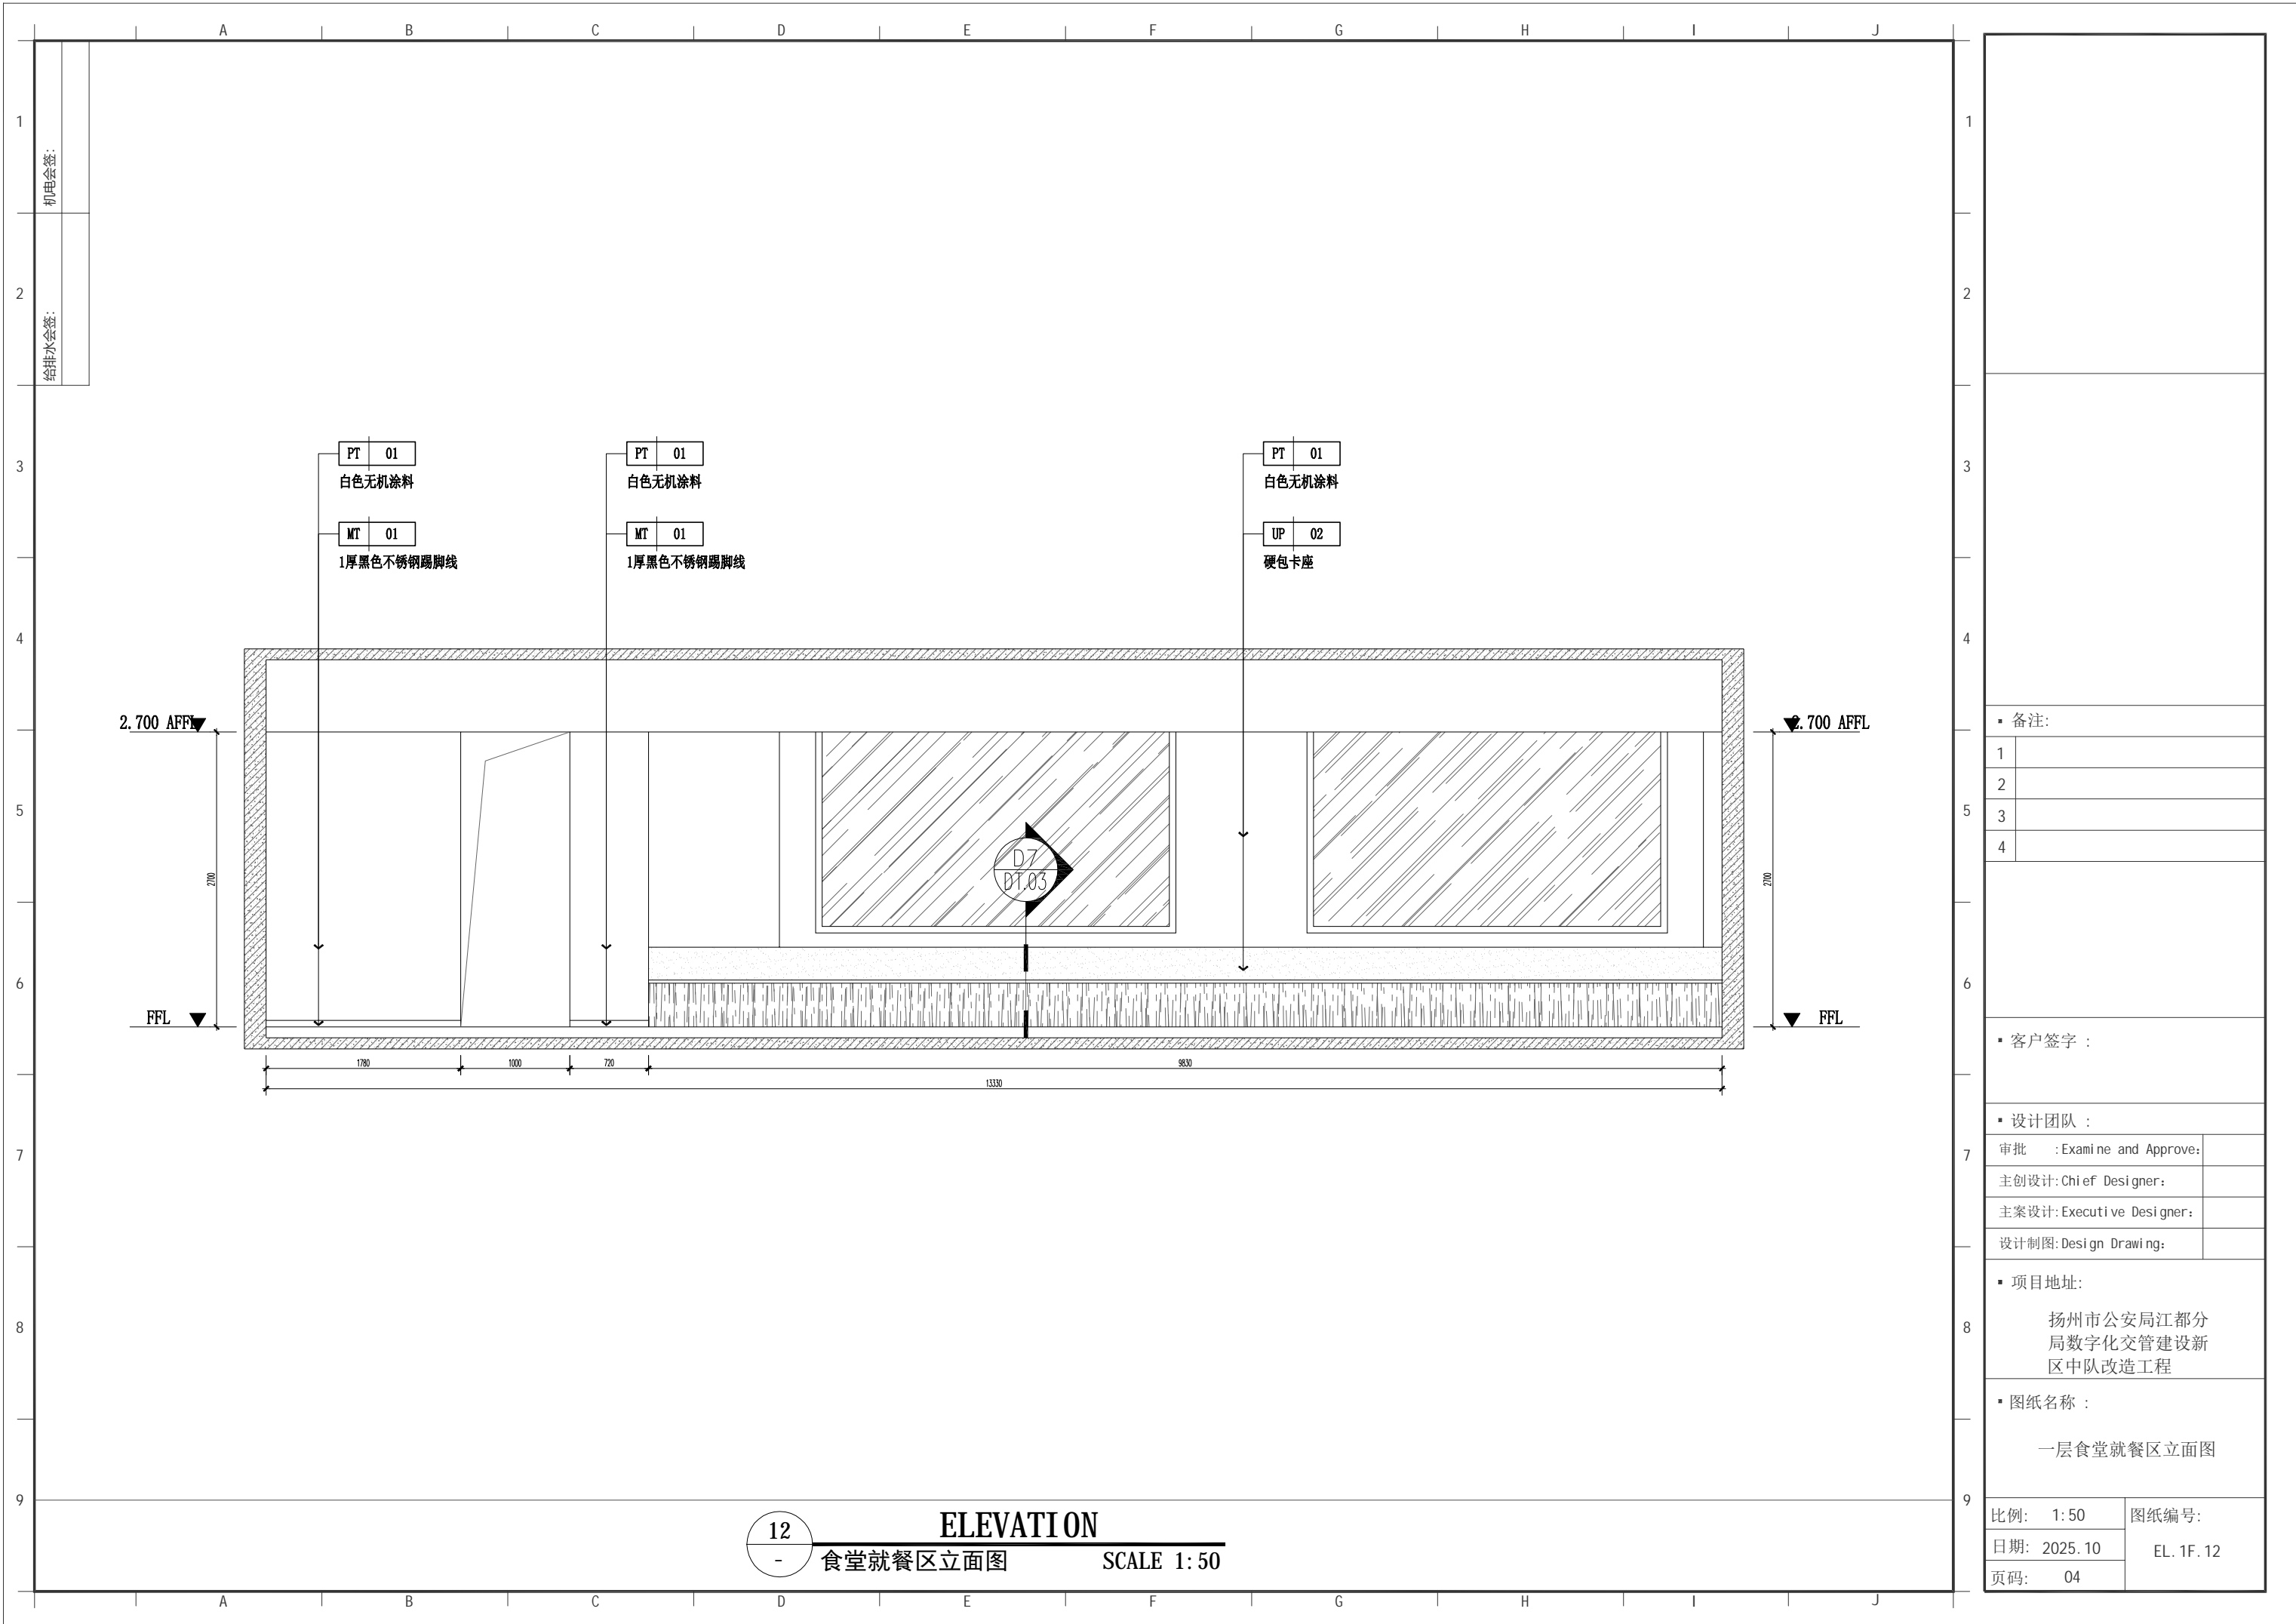 A B C D E F G H I J
1 1
机电会签:
2 2
给排水会签:
3 3
PT 01 PT 01 PT 01
白色无机涂料 白色无机涂料 白色无机涂料
MT 01 MT 01 UP 02
1厚黑色不锈钢踢脚线 1厚黑色不锈钢踢脚线 硬包卡座
4 4
2.700 AFFL 2.700 AFFL
5 5
D7
DT.03
2700 2700
6 6
FFL FFL
1780 1000 720 9830
13330
7 7
8 8
9 9
12 ELEVATION
- 食堂就餐区立面图 SCALE 1:50
A B C D E F G H I J
▪ 备注:
1
2
3
4
▪ 客户签字 :
▪ 设计团队 :
审批 :Examine and Approve:
主创设计:Chief Designer:
主案设计:Executive Designer:
设计制图:Design Drawing:
▪ 项目地址:
扬州市公安局江都分
局数字化交管建设新
区中队改造工程
▪ 图纸名称 :
一层食堂就餐区立面图
比例: 1:50 图纸编号:
日期: 2025.10 EL.1F.12
页码: 04